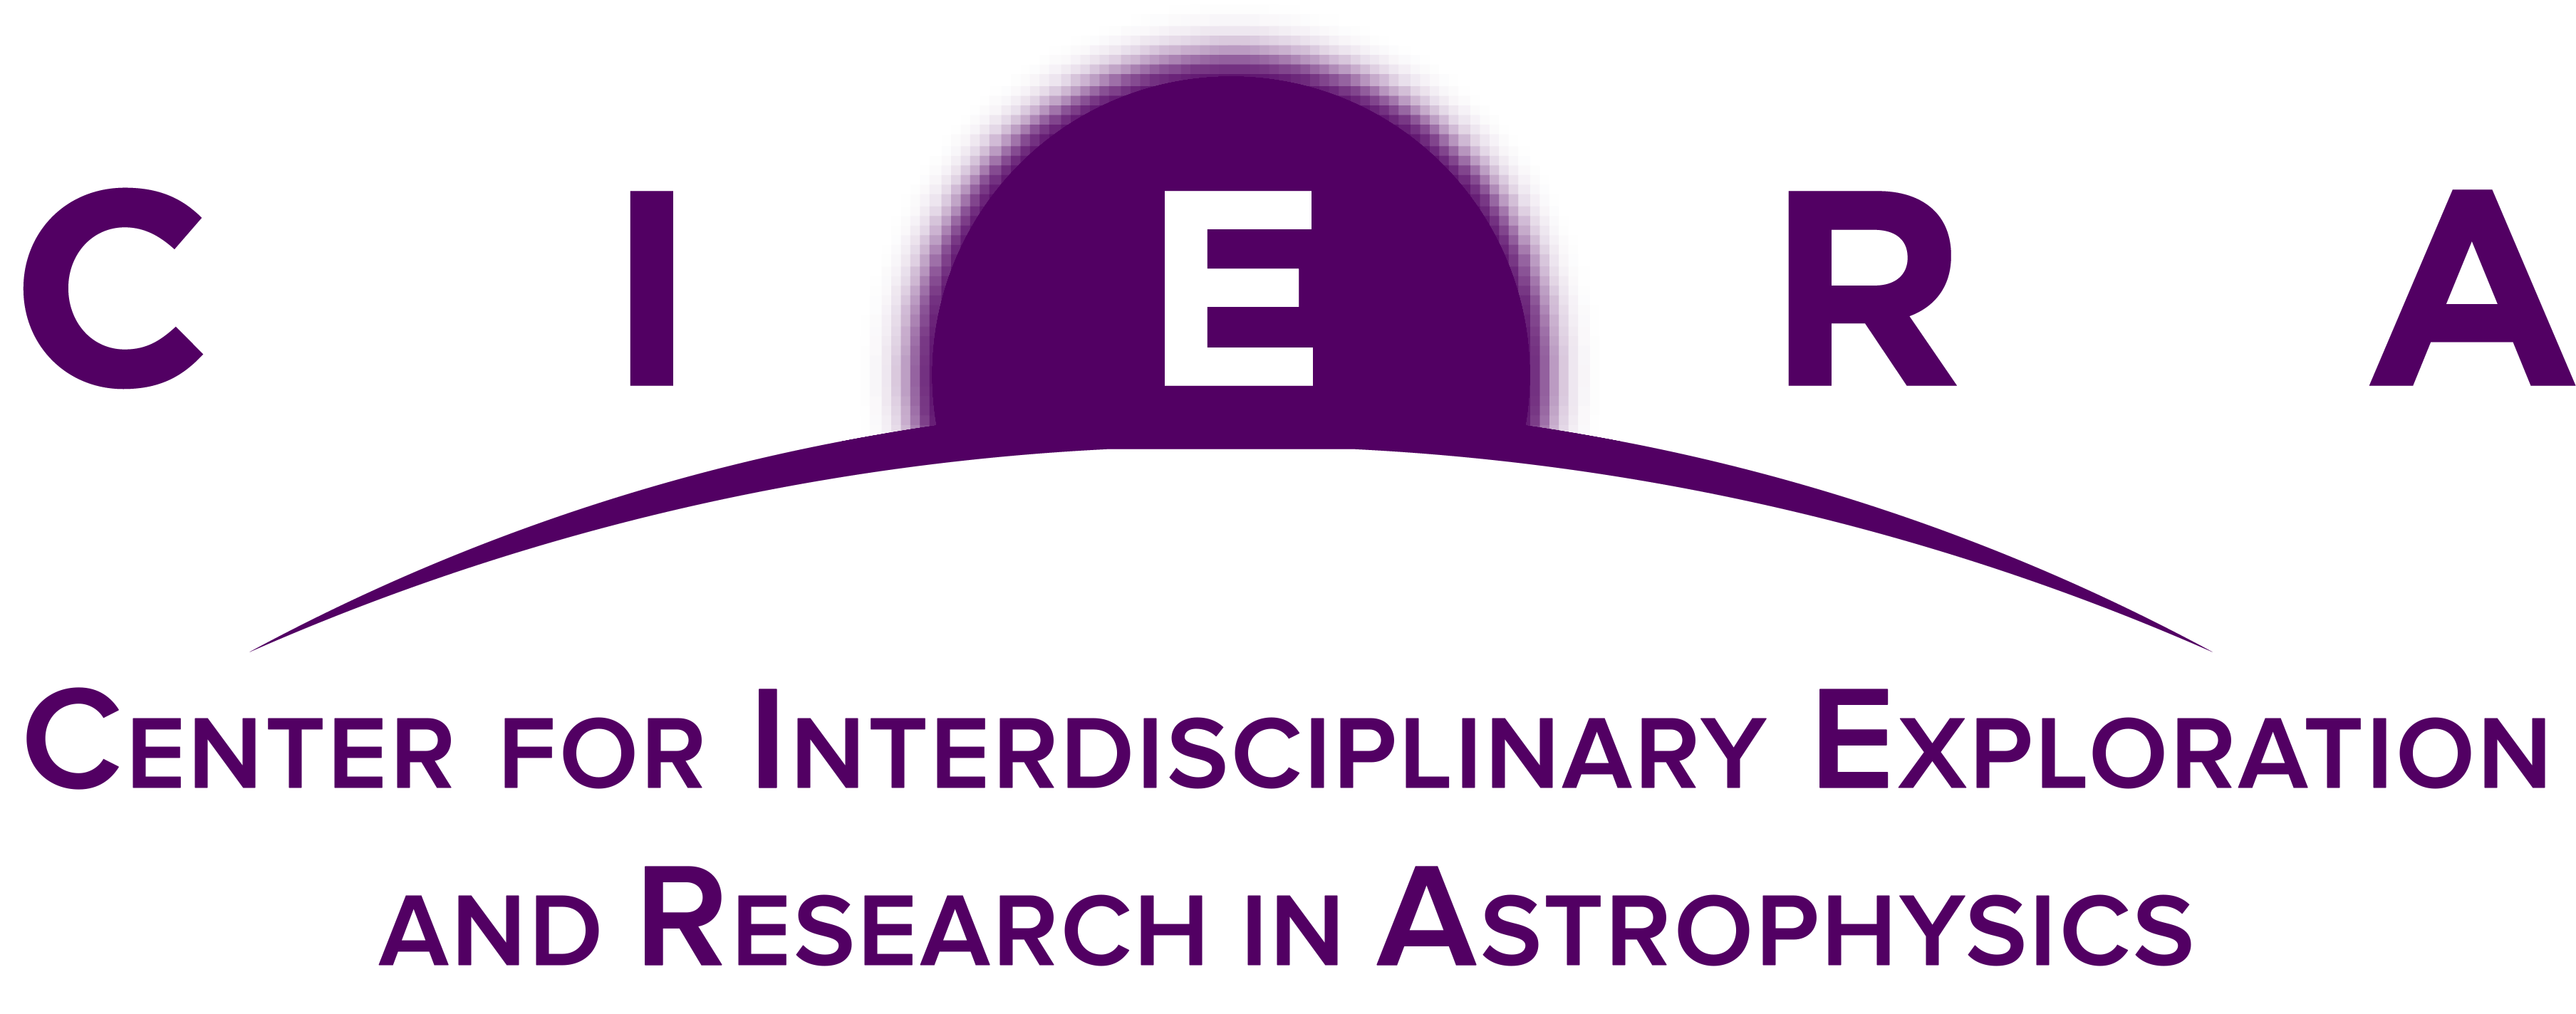 C I E R A
Center for Interdisciplinary Exploration
and Research in Astrophysics